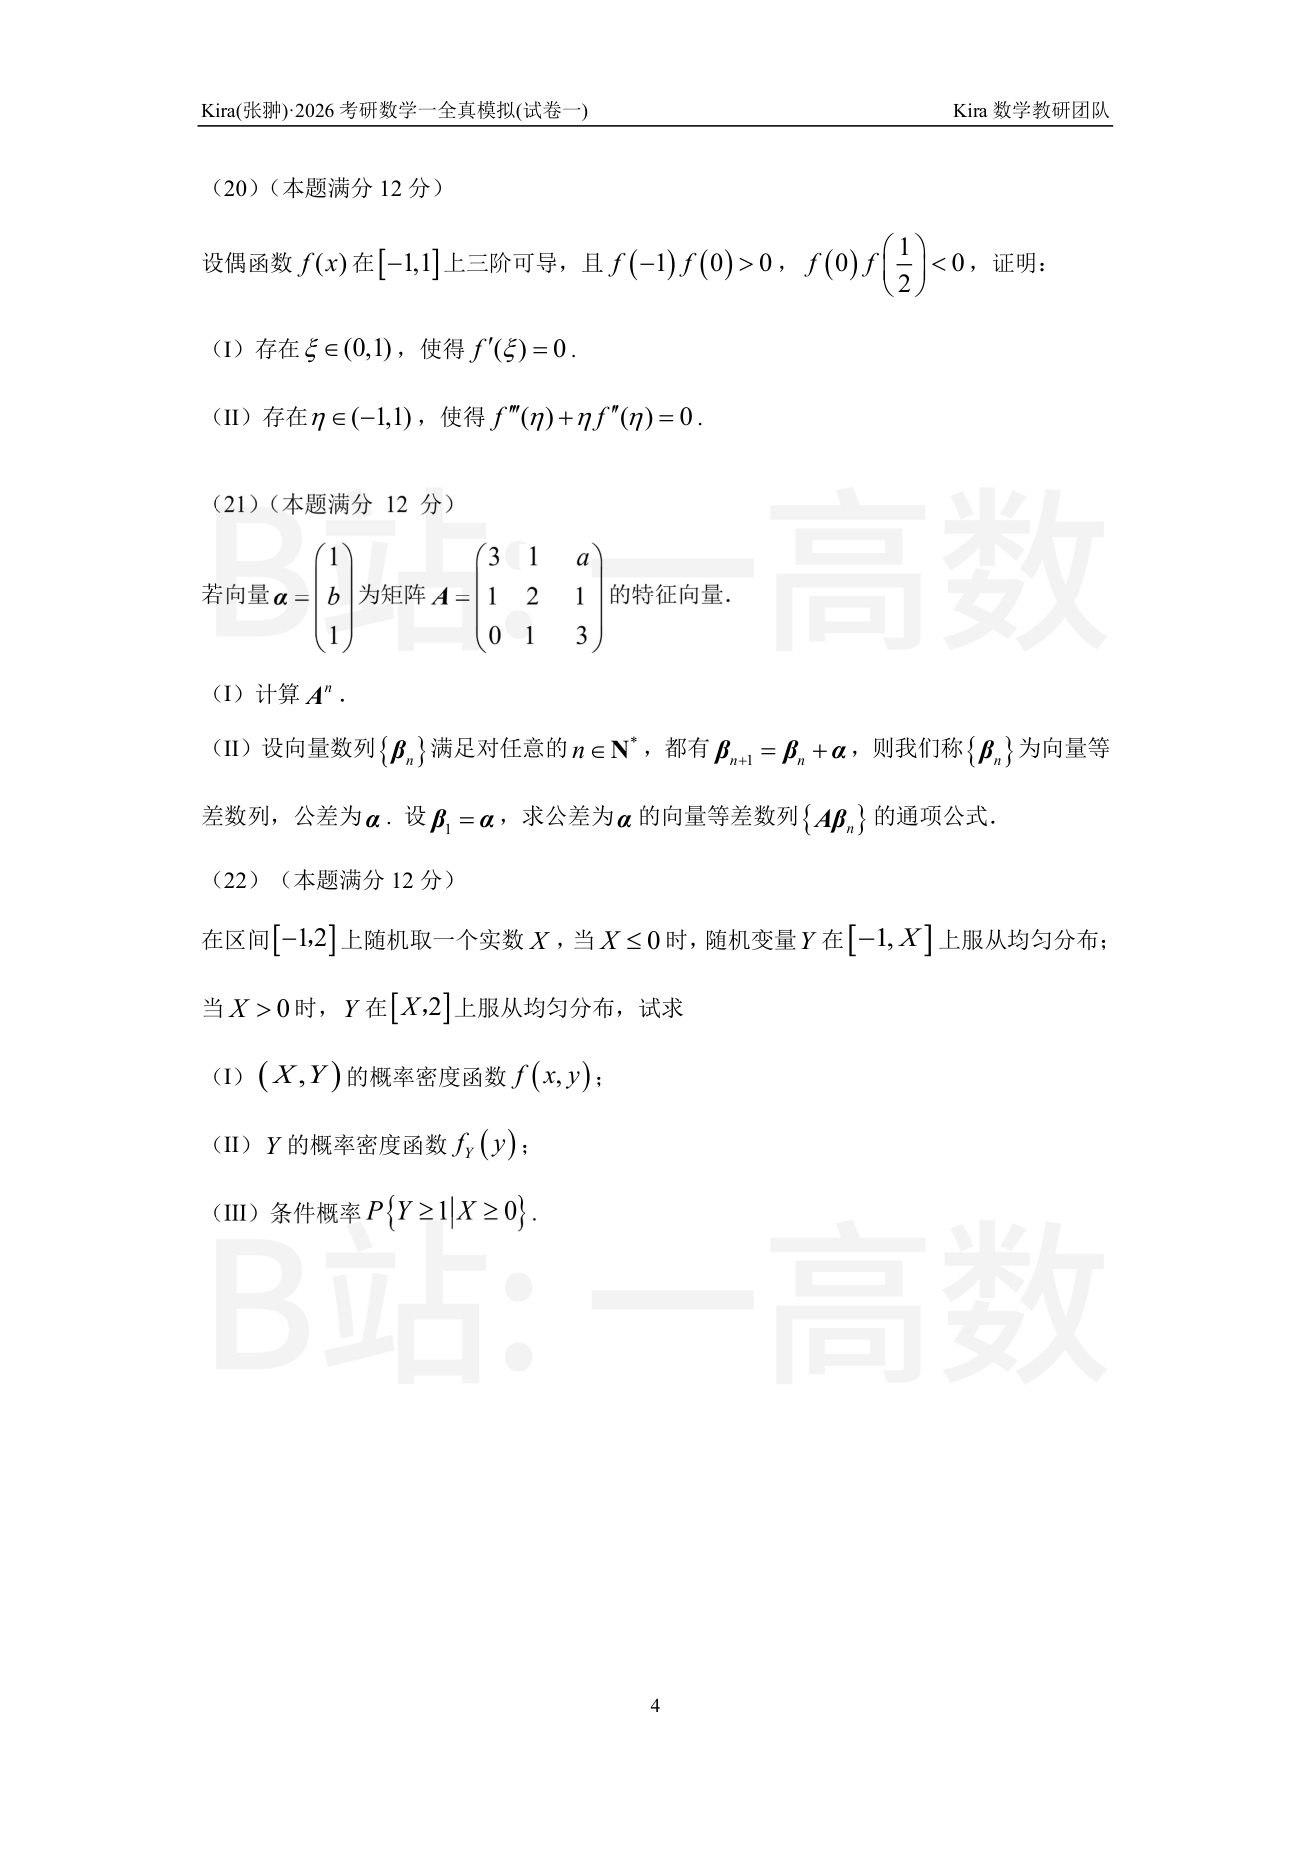 Kira(张翀)·2026 考研数学一全真模拟(试卷一) Kira 数学教研团队
（20）（本题满分 12 分）
设偶函数 f(x) 在 [−1,1] 上三阶可导，且 f(−1)f(0)>0，f(0)f(1/2)<0，证明：
（I）存在 ξ∈(0,1)，使得 f′(ξ)=0．
（II）存在 η∈(−1,1)，使得 f‴(η)+ηf″(η)=0．
（21）（本题满分 12 分）
若向量 α = (1 b 1) 为矩阵 A = (3 1 a 1 2 1 0 1 3) 的特征向量．
（I）计算 Aⁿ．
（II）设向量数列{βₙ}满足对任意的 n∈N*，都有 βₙ₊₁ = βₙ + α，则我们称{βₙ}为向量等
差数列，公差为 α．设 β₁ = α，求公差为 α 的向量等差数列{Aβₙ}的通项公式．
（22）（本题满分 12 分）
在区间[−1,2]上随机取一个实数 X，当 X≤0 时，随机变量 Y 在[−1, X]上服从均匀分布；
当 X>0 时，Y 在[X,2]上服从均匀分布，试求
（I）(X,Y) 的概率密度函数 f(x,y)；
（II）Y 的概率密度函数 f_Y(y)；
（III）条件概率 P{Y≥1|X≥0}．
B站：一高数
B站：一高数
4